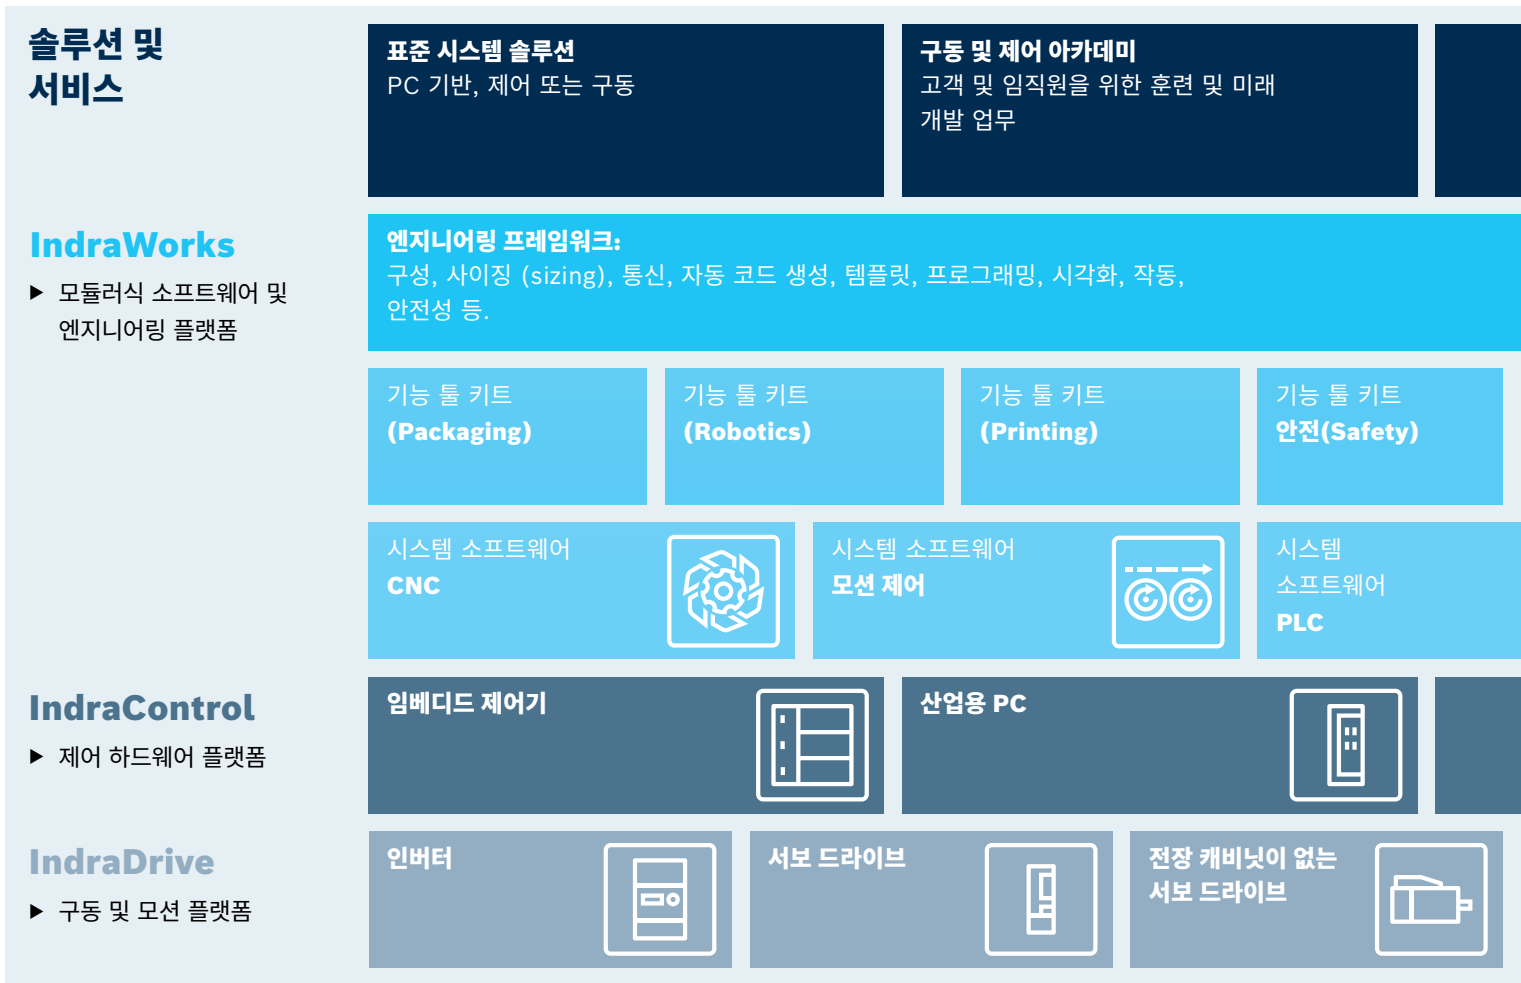 솔루션 및
서비스
표준 시스템 솔루션
PC 기반, 제어 또는 구동
구동 및 제어 아카데미
고객 및 임직원을 위한 훈련 및 미래
개발 업무
IndraWorks
▶ 모듈러식 소프트웨어 및
엔지니어링 플랫폼
엔지니어링 프레임워크:
구성, 사이징 (sizing), 통신, 자동 코드 생성, 템플릿, 프로그래밍, 시각화, 작동,
안전성 등.
기능 툴 키트
(Packaging)
기능 툴 키트
(Robotics)
기능 툴 키트
(Printing)
기능 툴 키트
안전(Safety)
시스템 소프트웨어
CNC
시스템 소프트웨어
모션 제어
시스템
소프트웨어
PLC
IndraControl
▶ 제어 하드웨어 플랫폼
임베디드 제어기
산업용 PC
IndraDrive
▶ 구동 및 모션 플랫폼
인버터
서보 드라이브
전장 캐비닛이 없는
서보 드라이브